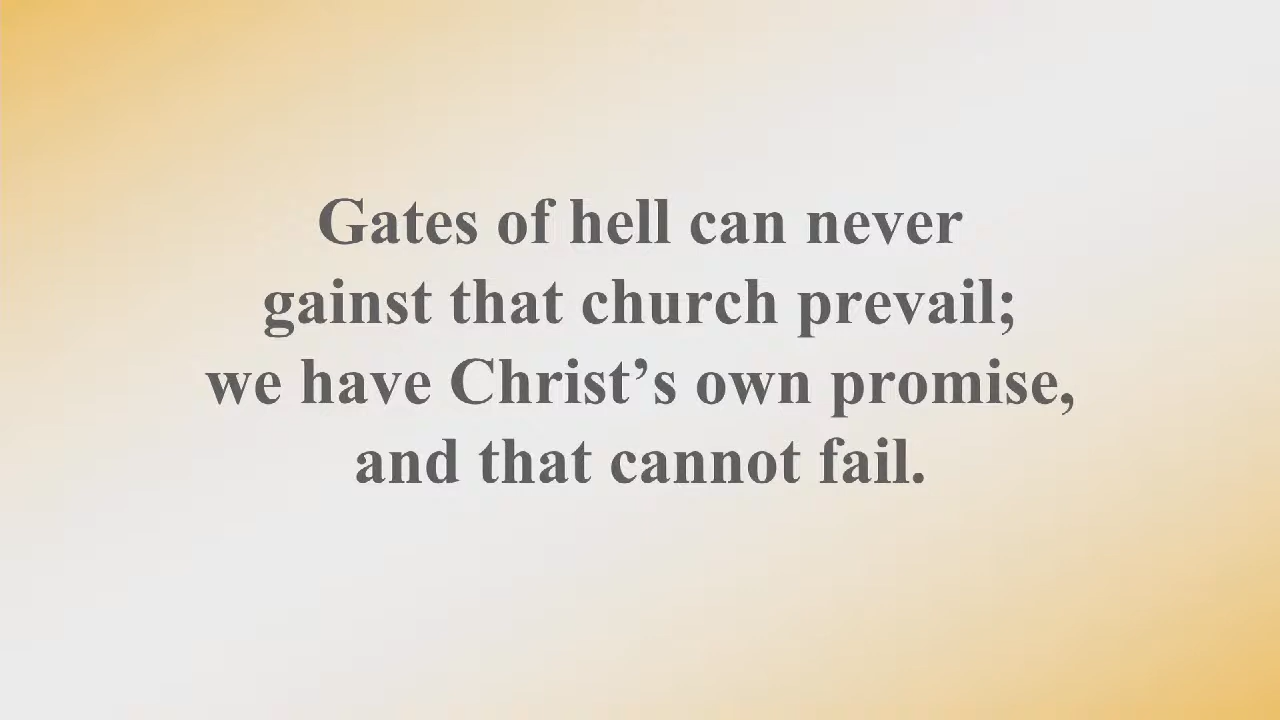 Gates of hell can never
gainst that church prevail;
we have Christ’s own promise,
and that cannot fail.